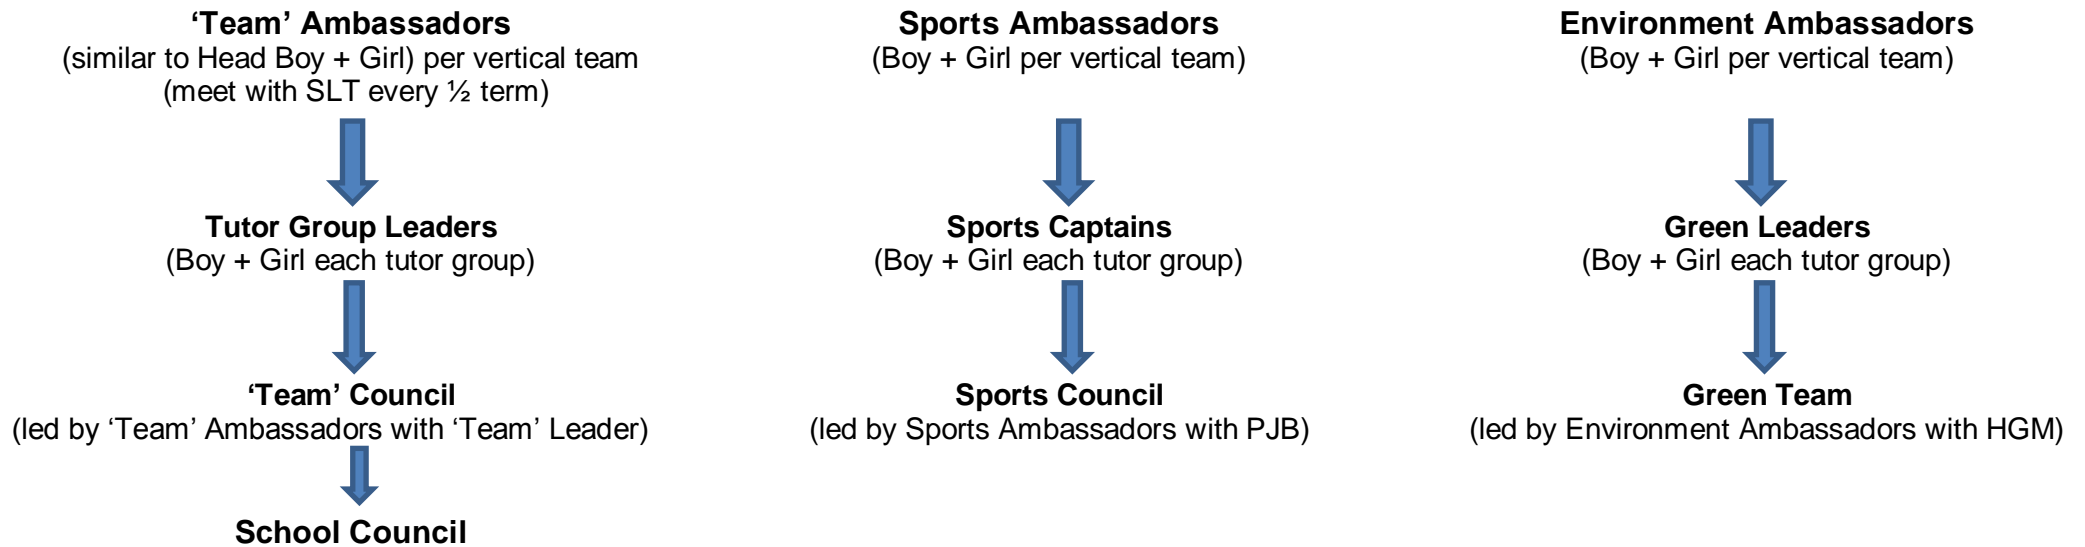 ‘Team’ Ambassadors
(similar to Head Boy + Girl) per vertical team
(meet with SLT every ½ term)
Tutor Group Leaders
(Boy + Girl each tutor group)
‘Team’ Council
(led by ‘Team’ Ambassadors with ‘Team’ Leader)
School Council
Sports Ambassadors
(Boy + Girl per vertical team)
Sports Captains
(Boy + Girl each tutor group)
Sports Council
(led by Sports Ambassadors with PJB)
Environment Ambassadors
(Boy + Girl per vertical team)
Green Leaders
(Boy + Girl each tutor group)
Green Team
(led by Environment Ambassadors with HGM)